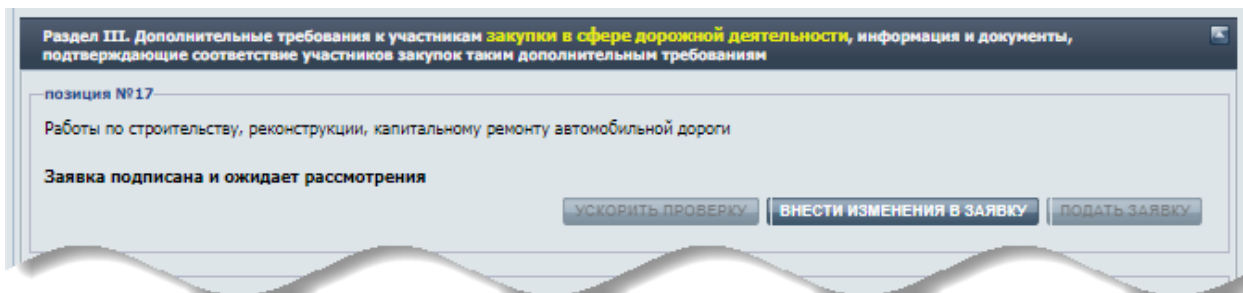 Раздел III. Дополнительные требования к участникам закупки в сфере дорожной деятельности, информация и документы,
подтверждающие соответствие участников закупок таким дополнительным требованиям
позиция №17
Работы по строительству, реконструкции, капитальному ремонту автомобильной дороги
Заявка подписана и ожидает рассмотрения
УСКОРИТЬ ПРОВЕРКУ ВНЕСТИ ИЗМЕНЕНИЯ В ЗАЯВКУ ПОДАТЬ ЗАЯВКУ